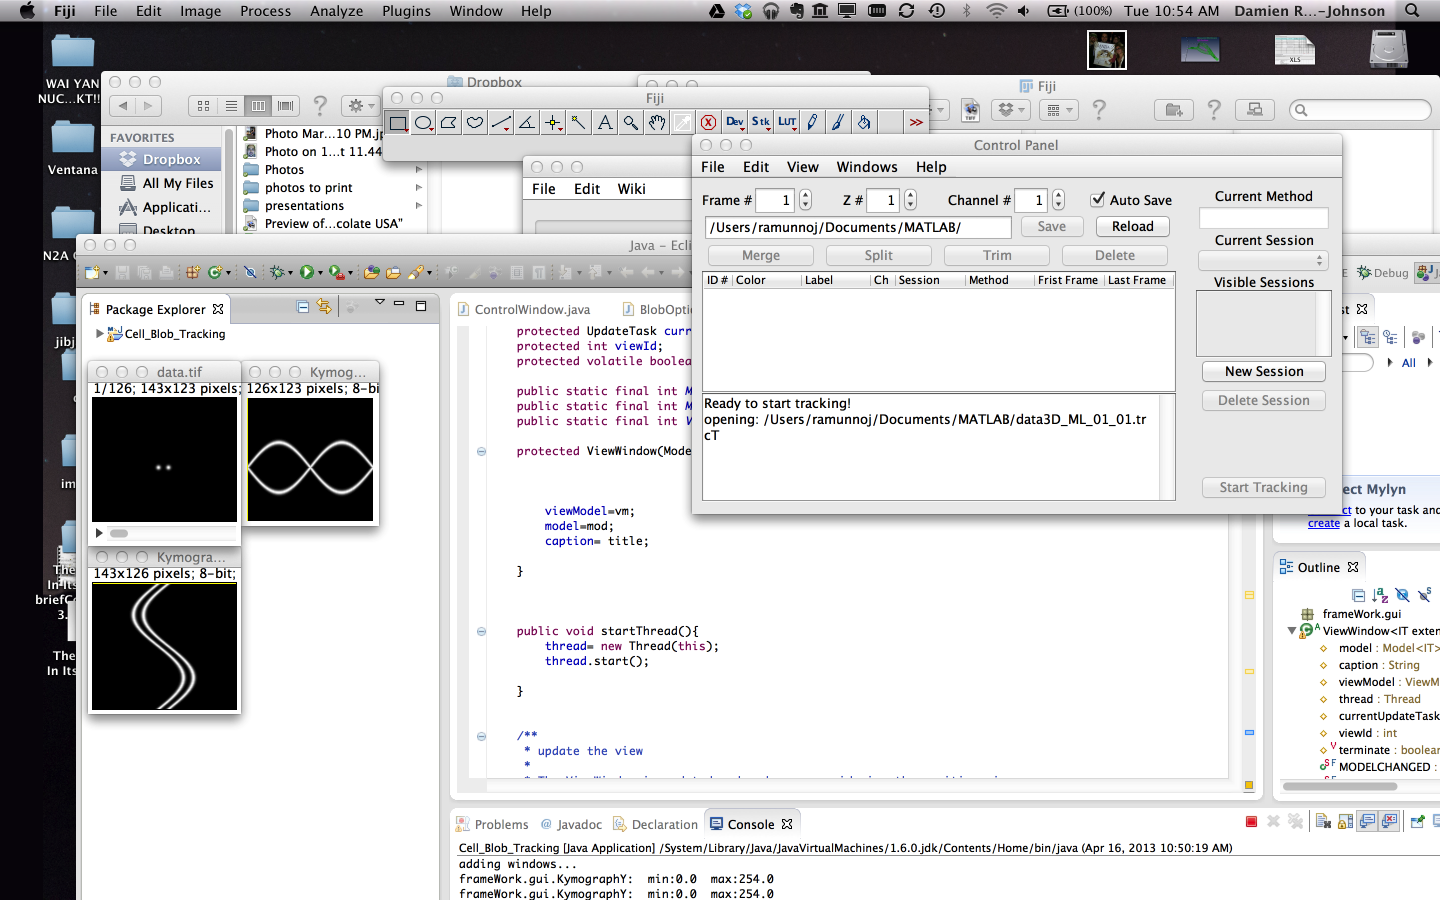 Fiji File Edit Image Process Analyze Plugins Window Help
(100%) Tue 10:54 AM Damien R...-Johnson
WAI YAN
NUC...KT!!
Ventana
XLS
Dropbox
FAVORITES
Dropbox
All My Files
Applicati...
Desktop
Photo Mar...10 PM.jp
Photo on 1...t 11.44
Photos
photos to print
presentations
Preview of...colate USA"
Fiji
Dev Stk LUT >>
Fiji
File Edit Wiki
Control Panel
File Edit View Windows Help
Frame # 1 Z # 1 Channel # 1 Auto Save
/Users/ramunnoj/Documents/MATLAB/ Save Reload
Merge Split Trim Delete
ID # Color Label Ch Session Method Frist Frame Last Frame
Ready to start tracking!
opening: /Users/ramunnoj/Documents/MATLAB/data3D_ML_01_01.tr
cT
Current Method
Current Session
Visible Sessions
New Session
Delete Session
Start Tracking
Java - Ecli
Debug
Package Explorer
Cell_Blob_Tracking
data.tif
1/126; 143x123 pixels;
Kymog...
126x123 pixels; 8-bi
Kymogra...
143x126 pixels; 8-bit;
N2A
jibj
im
The
In Its
briefC
3.
The
In Its
ControlWindow.java BlobOpti
protected UpdateTask curr
protected int viewId;
protected volatile boolea
public static final int M
public static final int M
public static final int V
protected ViewWindow(Mode
viewModel=vm;
model=mod;
caption= title;
}
public void startThread(){
thread= new Thread(this);
thread.start();
}
/**
* update the view
*
All
ect Mylyn
ect to your task and
create a local task.
Outline
frameWork.gui
ViewWindow<IT exten
model : Model<IT>
caption : String
viewModel : ViewM
thread : Thread
currentUpdateTask
viewId : int
terminate : boolean
MODELCHANGED :
Problems Javadoc Declaration Console
Cell_Blob_Tracking [Java Application] /System/Library/Java/JavaVirtualMachines/1.6.0.jdk/Contents/Home/bin/java (Apr 16, 2013 10:50:19 AM)
adding windows...
frameWork.gui.KymographY: min:0.0 max:254.0
frameWork.gui.KymographY: min:0.0 max:254.0